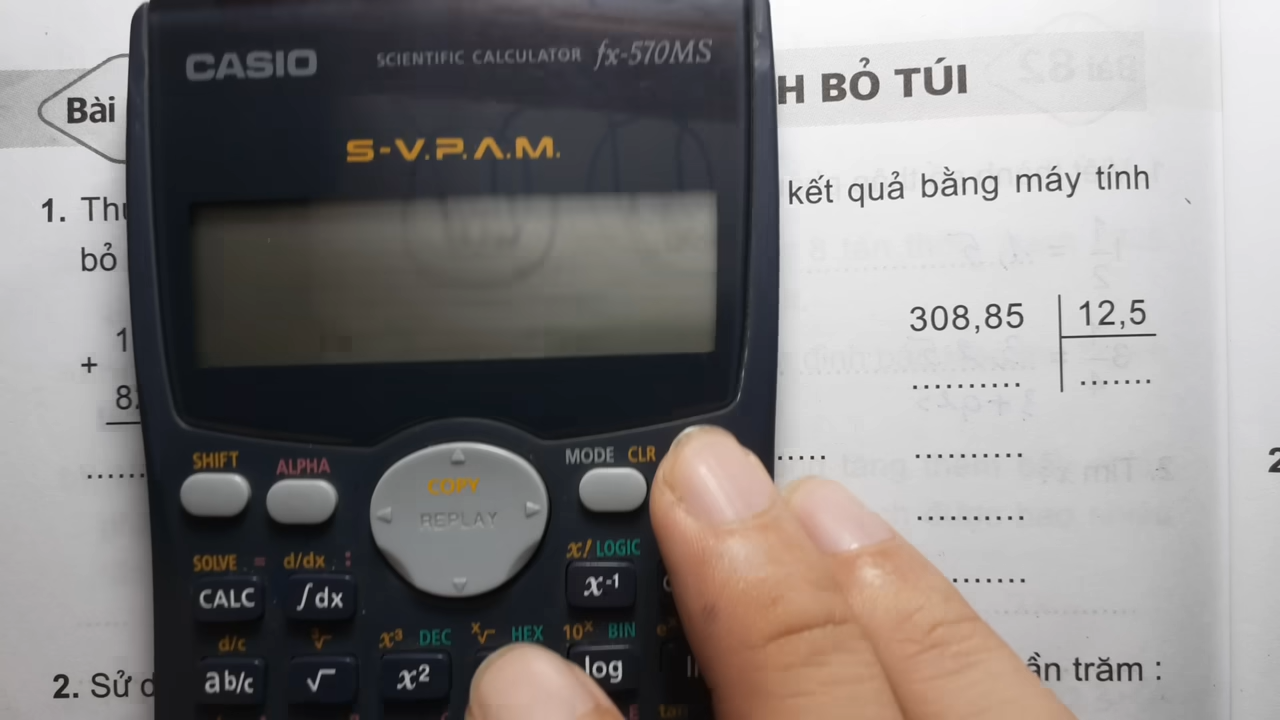 CASIO SCIENTIFIC CALCULATOR fx-570MS
S-V.P.A.M.
Bài
H BỎ TÚI
1.
kết quả bằng máy tính
bỏ
308,85 12,5
+
SHIFT ALPHA MODE CLR
COPY
REPLAY
SOLVE = d/dx : x! LOGIC
CALC ∫dx x-1
d/c 3√ x³ DEC x√ HEX 10x BIN
ab/c √ x² log
2. Sử
ần trăm :